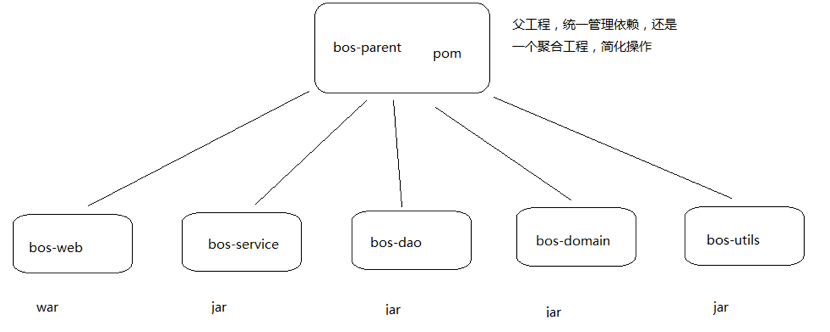 bos-parent pom
父工程，统一管理依赖，还是
一个聚合工程，简化操作
bos-web
bos-service
bos-dao
bos-domain
bos-utils
war
jar
jar
jar
jar